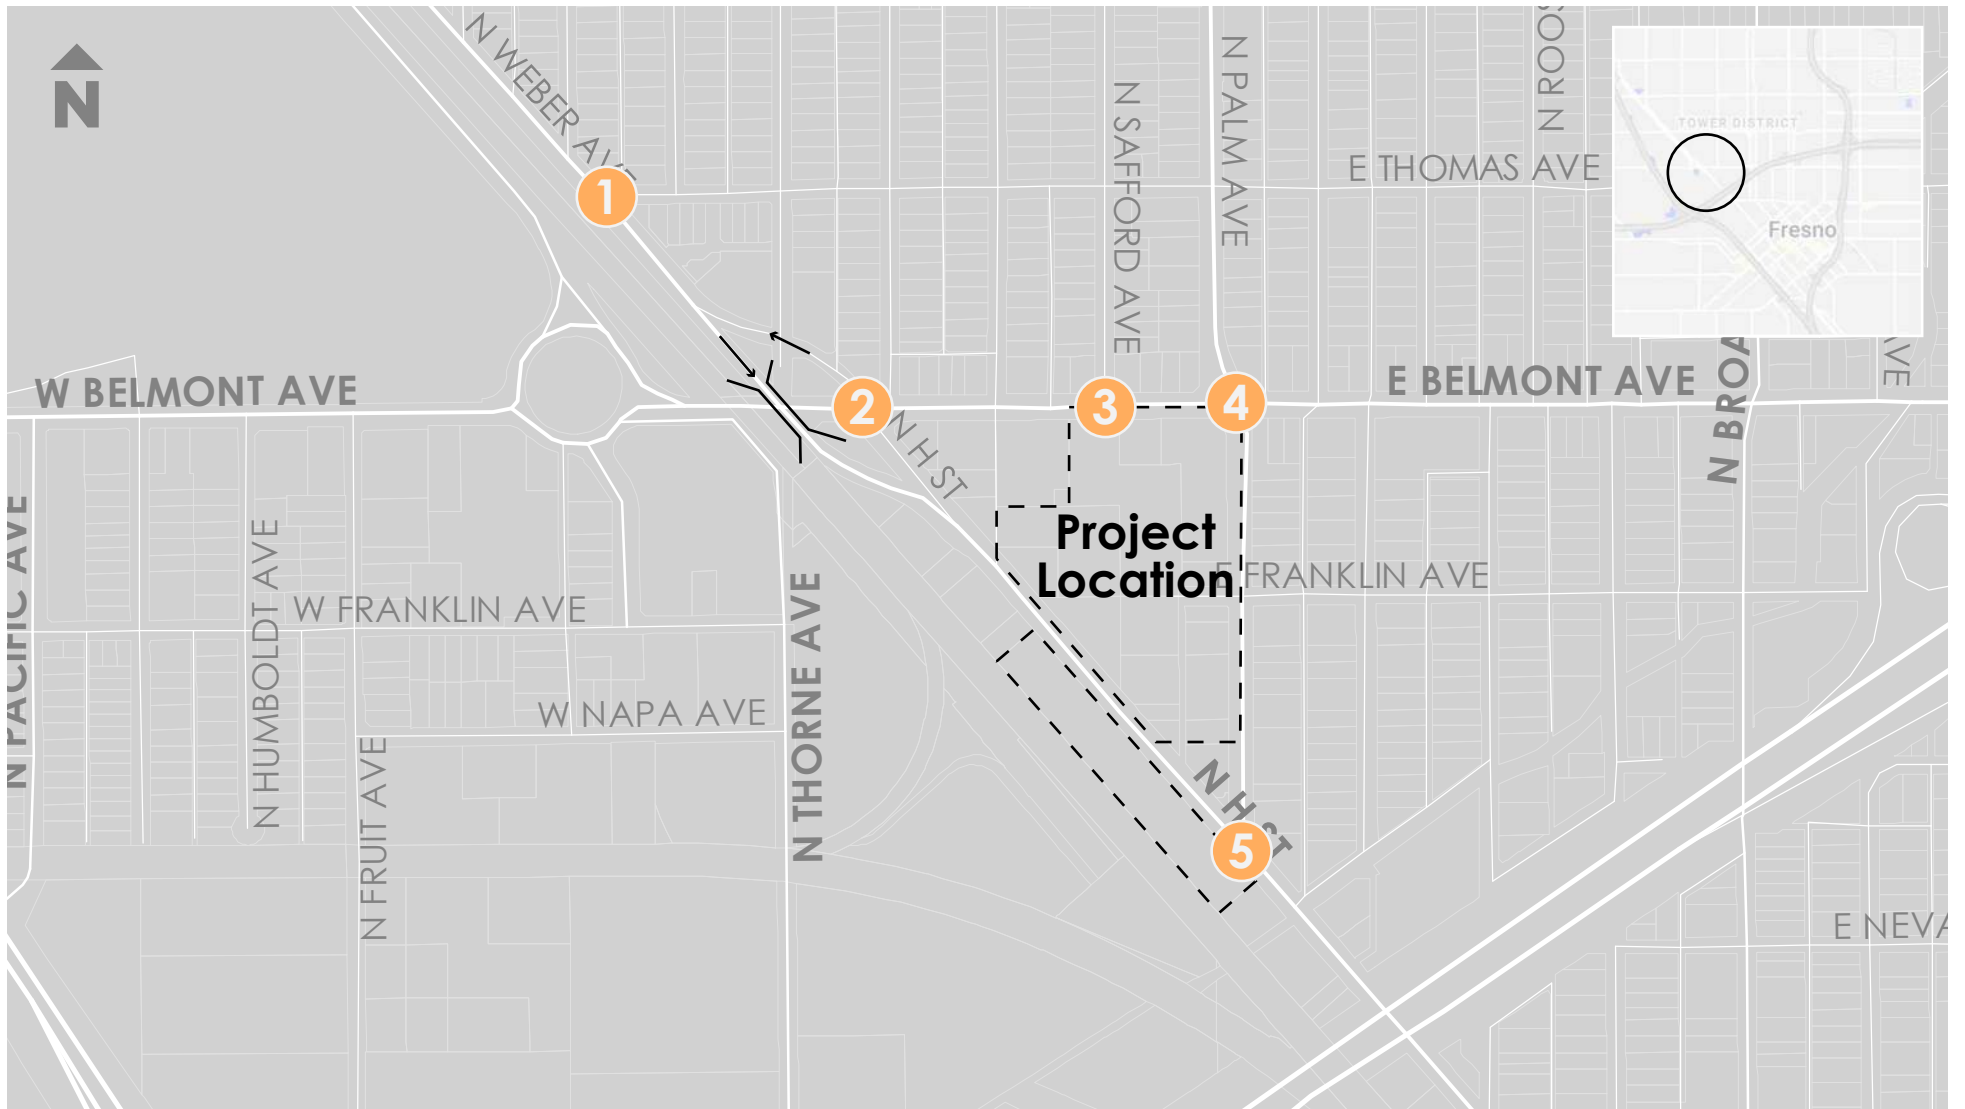 N
N WEBER AVE
N SAFFORD AVE
N PALM AVE
N ROOS
E THOMAS AVE
TOWER DISTRICT
Fresno
1
W BELMONT AVE
2
3
4
E BELMONT AVE
N BROA
AVE
N H ST
Project
Location
E FRANKLIN AVE
N PACIFIC AVE
N HUMBOLDT AVE
W FRANKLIN AVE
N THORNE AVE
W NAPA AVE
N FRUIT AVE
N H ST
5
E NEVA